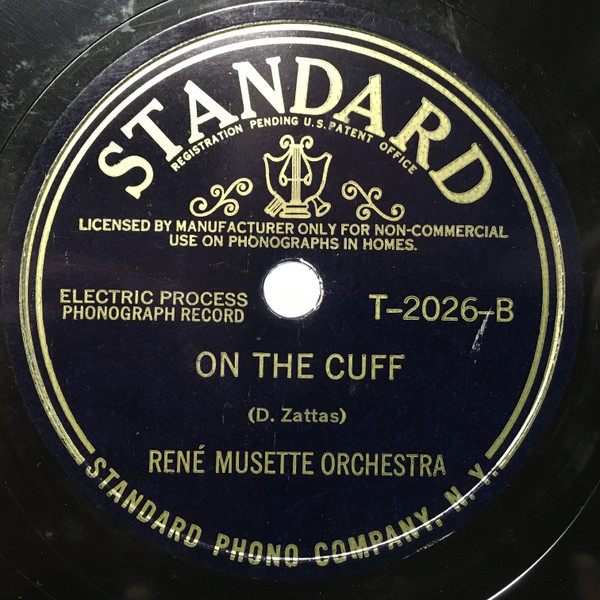 STANDARD
REGISTRATION PENDING U.S. PATENT OFFICE
LICENSED BY MANUFACTURER ONLY FOR NON-COMMERCIAL
USE ON PHONOGRAPHS IN HOMES.
ELECTRIC PROCESS
PHONOGRAPH RECORD
T-2026-B
ON THE CUFF
(D. Zattas)
RENÉ MUSETTE ORCHESTRA
STANDARD PHONO COMPANY, N.Y.